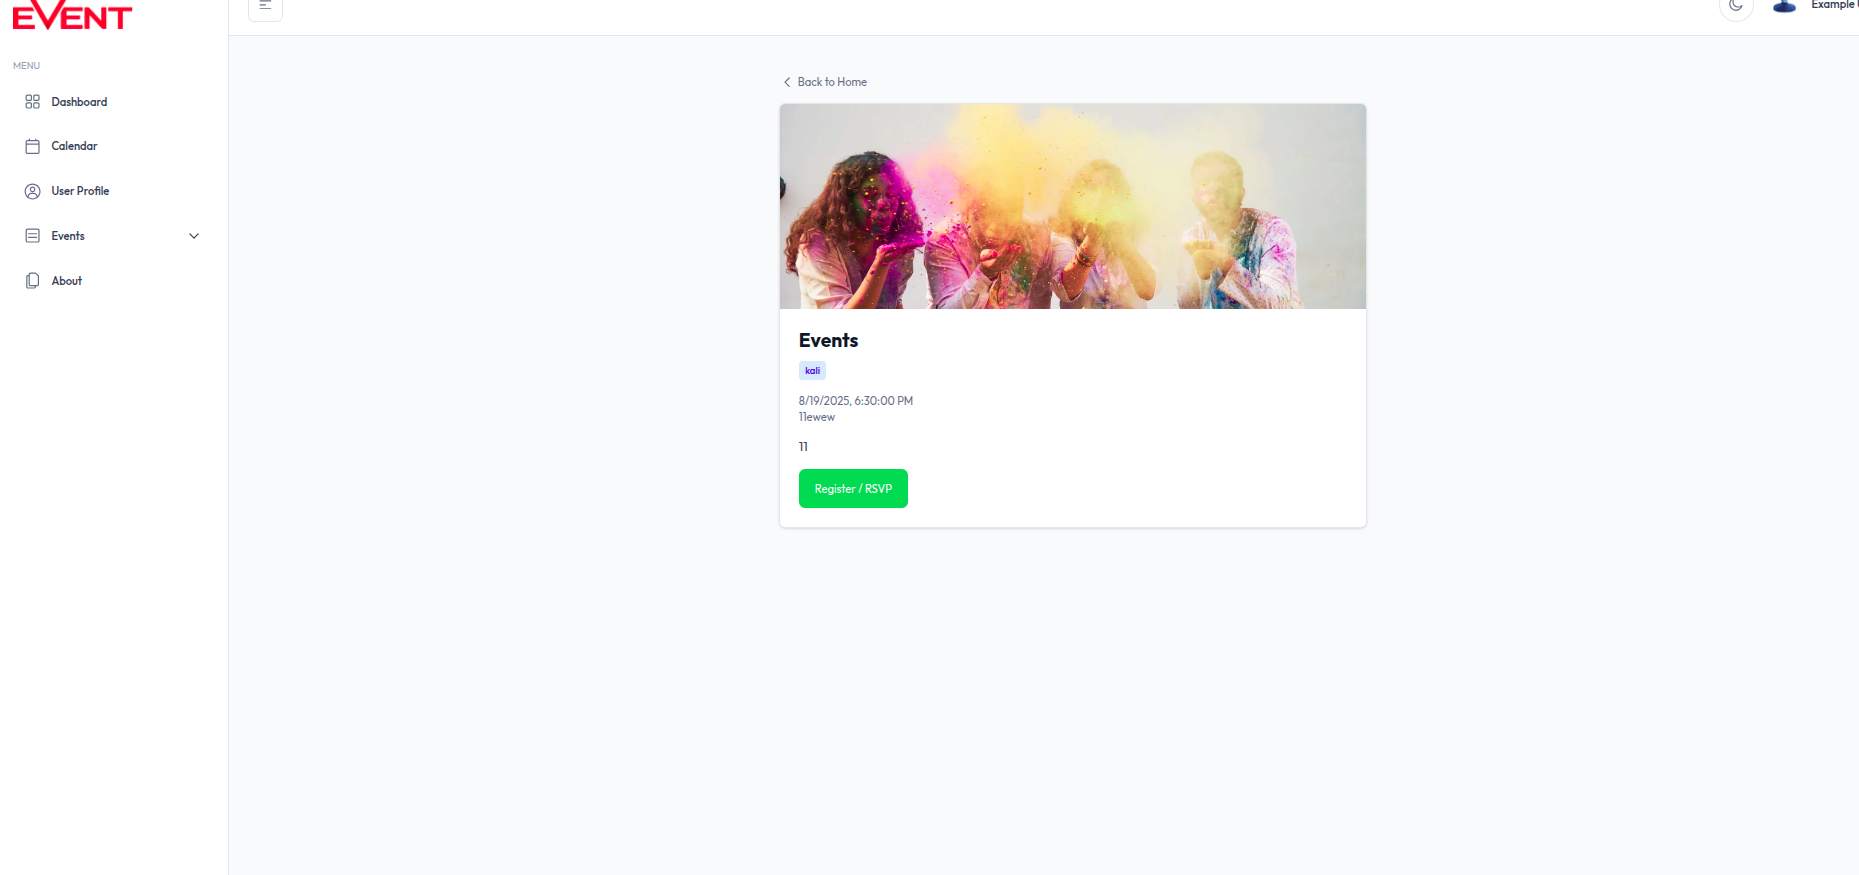 EVENT
MENU
Dashboard
Calendar
User Profile
Events
About
Example
Back to Home
Events
kali
8/19/2025, 6:30:00 PM
11ewew
11
Register / RSVP